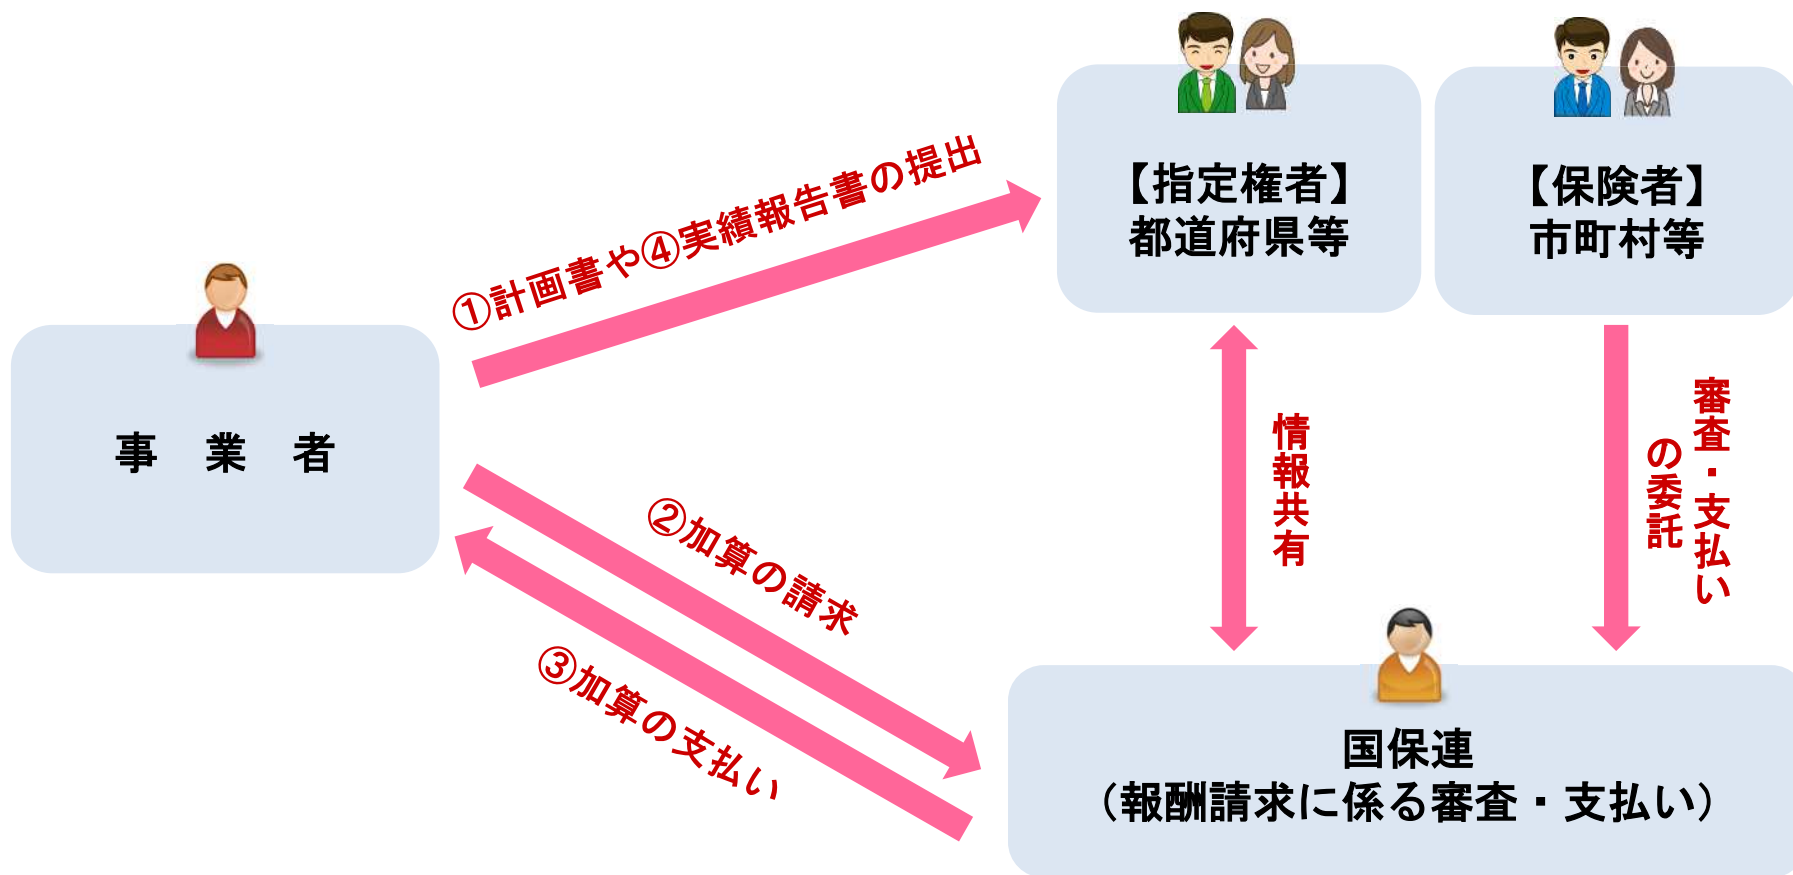 【指定権者】
都道府県等
【保険者】
市町村等
①計画書や④実績報告書の提出
事　業　者
②加算の請求
③加算の支払い
情報共有
審査・支払い
の委託
国保連
（報酬請求に係る審査・支払い）